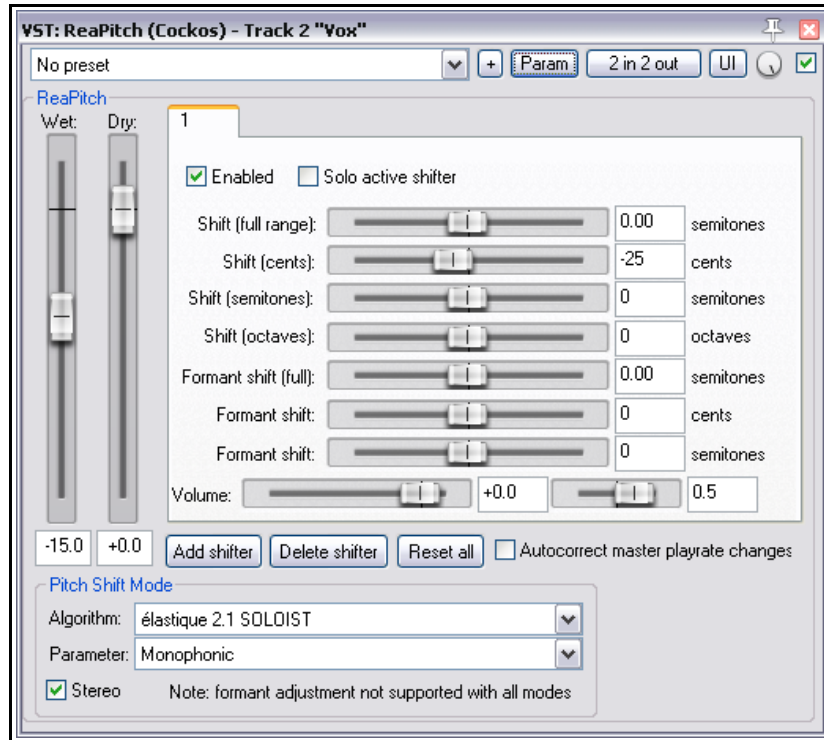 VST: ReaPitch (Cockos) - Track 2 "Vox"
No preset + Param 2 in 2 out UI
ReaPitch
Wet: Dry: 1
Enabled Solo active shifter
Shift (full range): 0.00 semitones
Shift (cents): -25 cents
Shift (semitones): 0 semitones
Shift (octaves): 0 octaves
Formant shift (full): 0.00 semitones
Formant shift: 0 cents
Formant shift: 0 semitones
Volume: +0.0 0.5
-15.0 +0.0 Add shifter Delete shifter Reset all Autocorrect master playrate changes
Pitch Shift Mode
Algorithm: élastique 2.1 SOLOIST
Parameter: Monophonic
Stereo Note: formant adjustment not supported with all modes